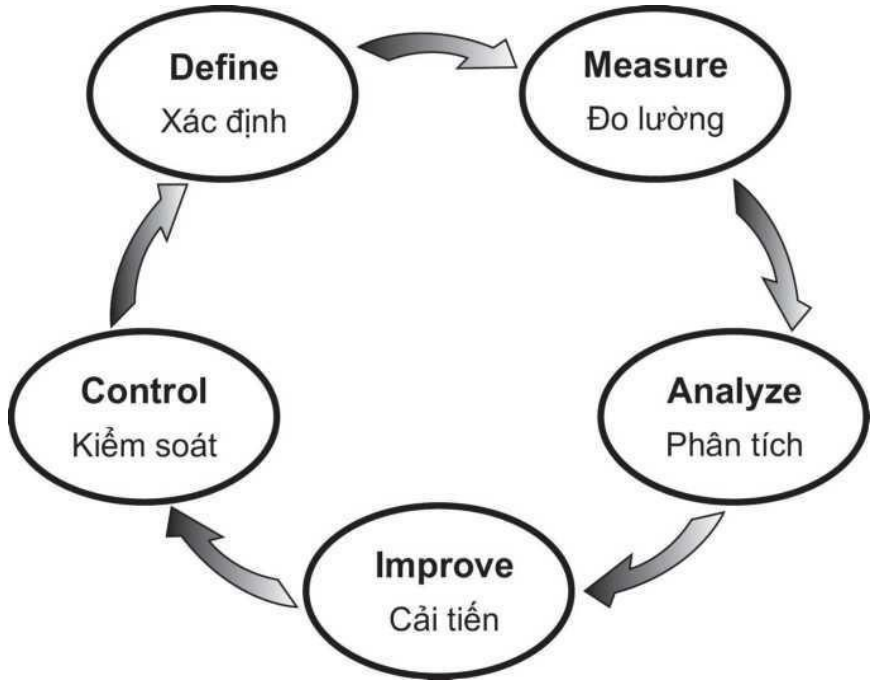 Define
Xác định
Measure
Đo lường
Analyze
Phân tích
Improve
Cải tiến
Control
Kiểm soát